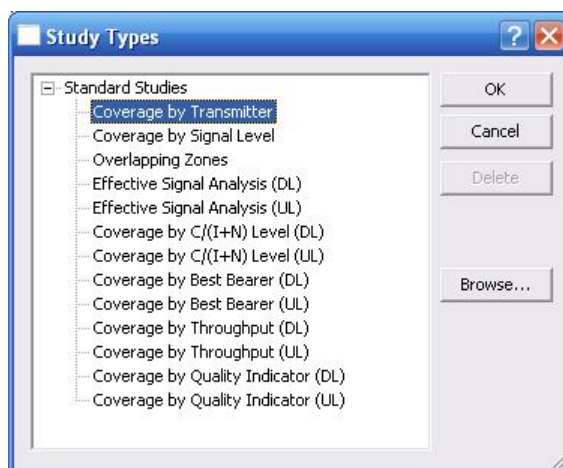 Study Types
Standard Studies
Coverage by Transmitter
Coverage by Signal Level
Overlapping Zones
Effective Signal Analysis (DL)
Effective Signal Analysis (UL)
Coverage by C/(I+N) Level (DL)
Coverage by C/(I+N) Level (UL)
Coverage by Best Bearer (DL)
Coverage by Best Bearer (UL)
Coverage by Throughput (DL)
Coverage by Throughput (UL)
Coverage by Quality Indicator (DL)
Coverage by Quality Indicator (UL)
OK
Cancel
Delete
Browse...